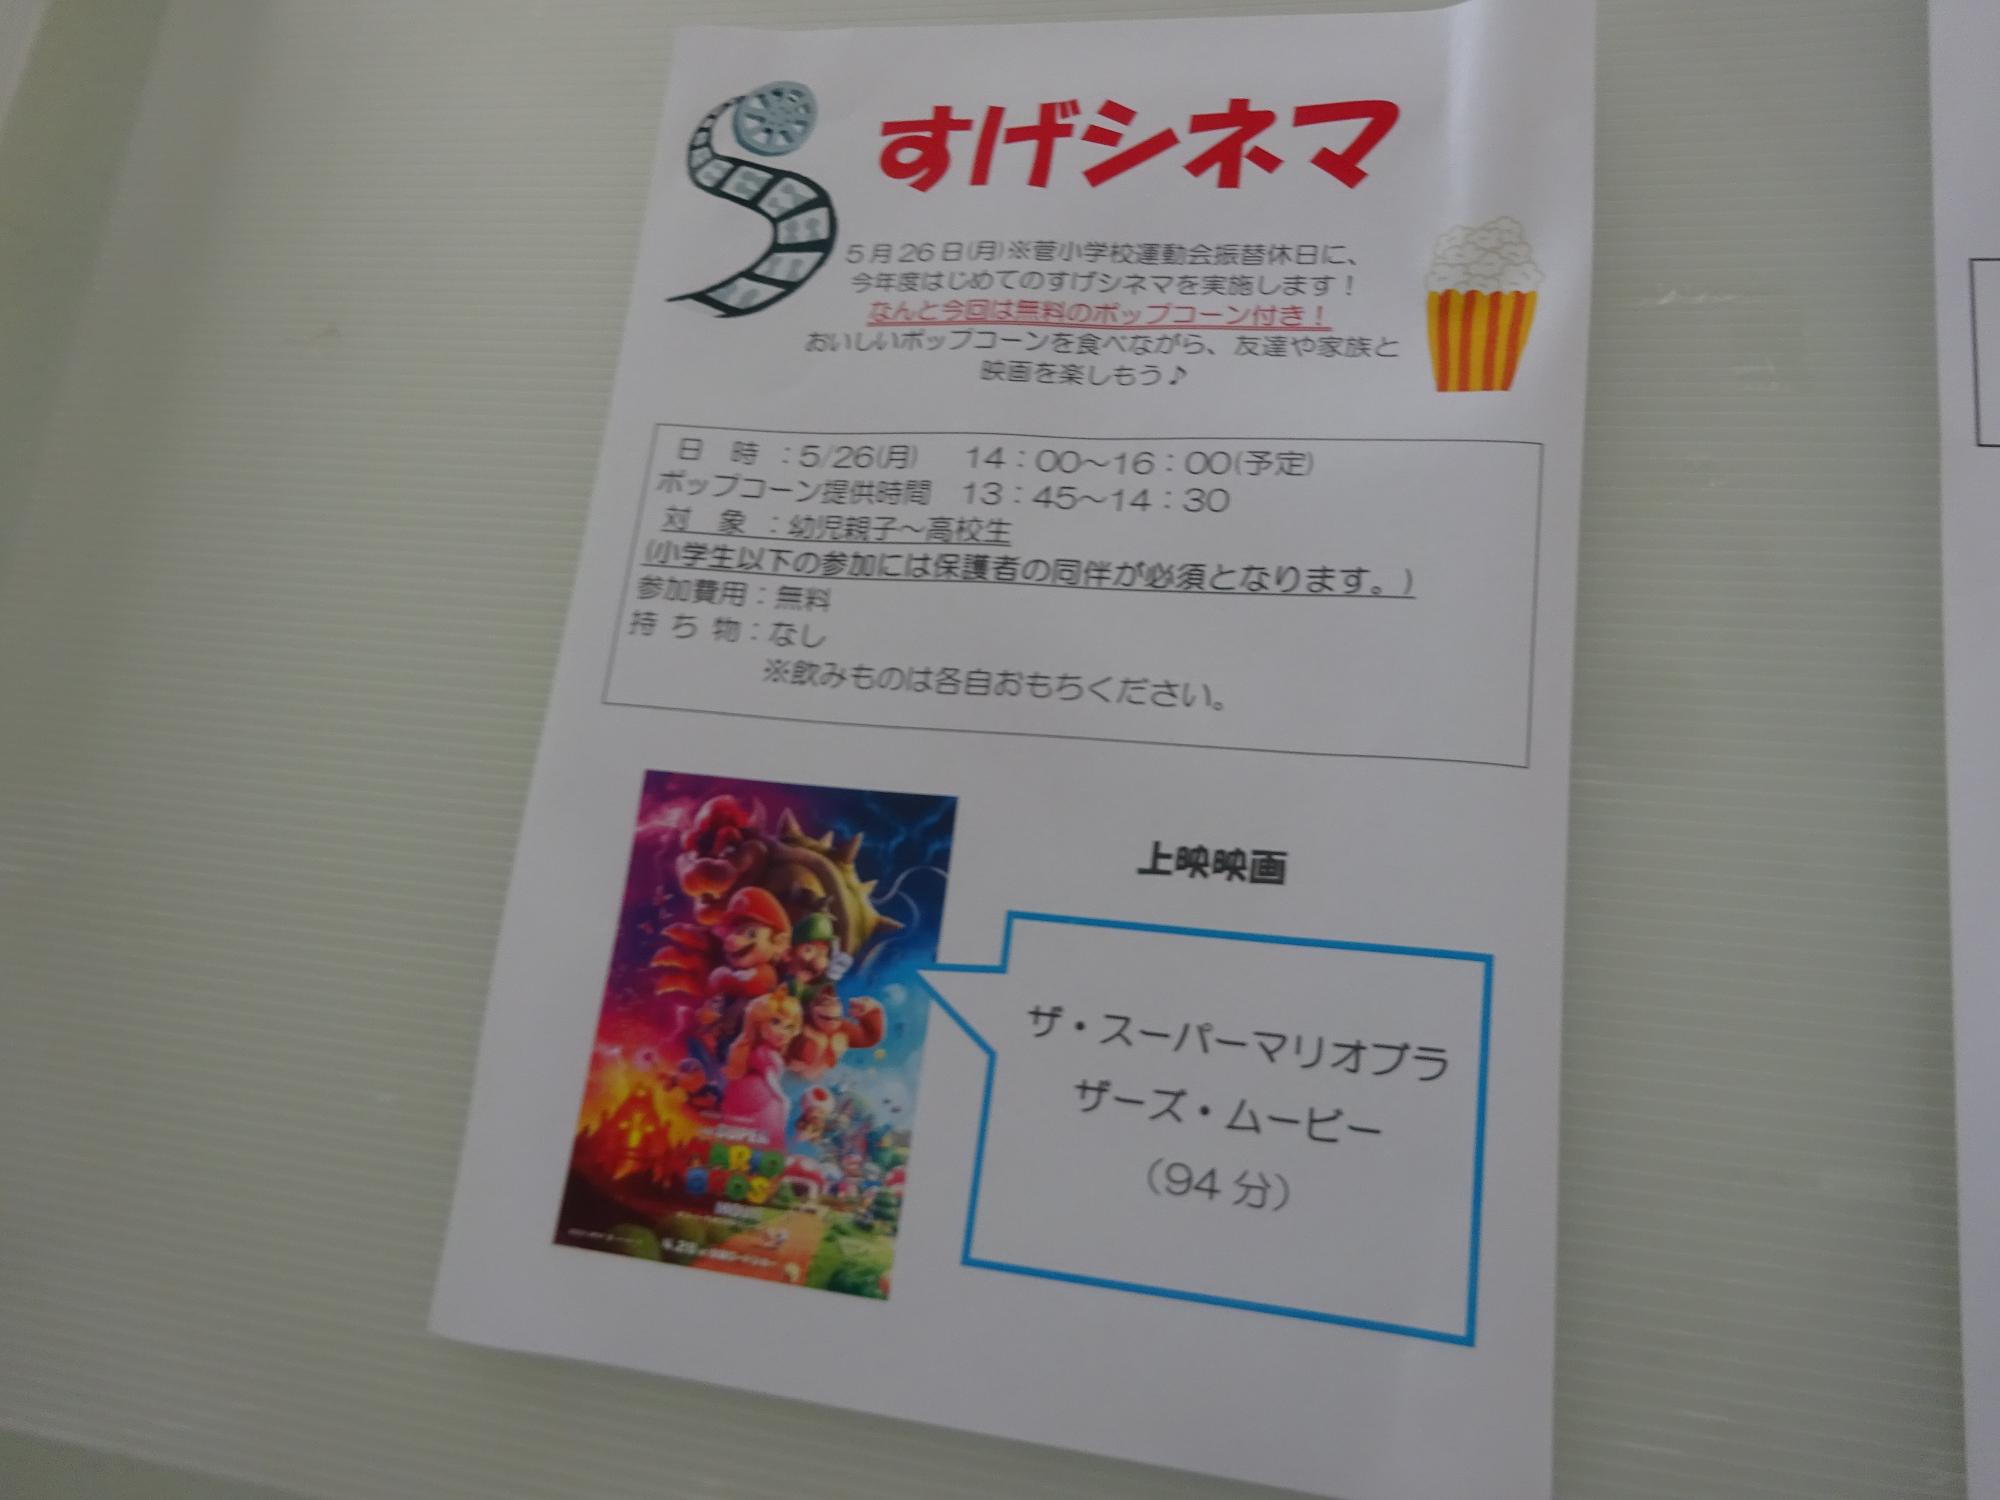 すげシネマ
5月26日(月)※菅小学校運動会振替休日に、
今年度はじめてのすげシネマを実施します！
なんと今回は無料のポップコーン付き！
おいしいポップコーンを食べながら、友達や家族と
映画を楽しもう♪
日　時　：5/26(月)　14：00～16：00(予定)
ポップコーン提供時間　13：45～14：30
対　象　：幼児親子～高校生
(小学生以下の参加には保護者の同伴が必須となります。)
参加費用：無料
持 ち 物：なし
※飲みものは各自おもちください。
上映映画
ザ・スーパーマリオブラ
ザーズ・ムービー
（94 分）
SUPER
MARIO
BROS
MOVIE